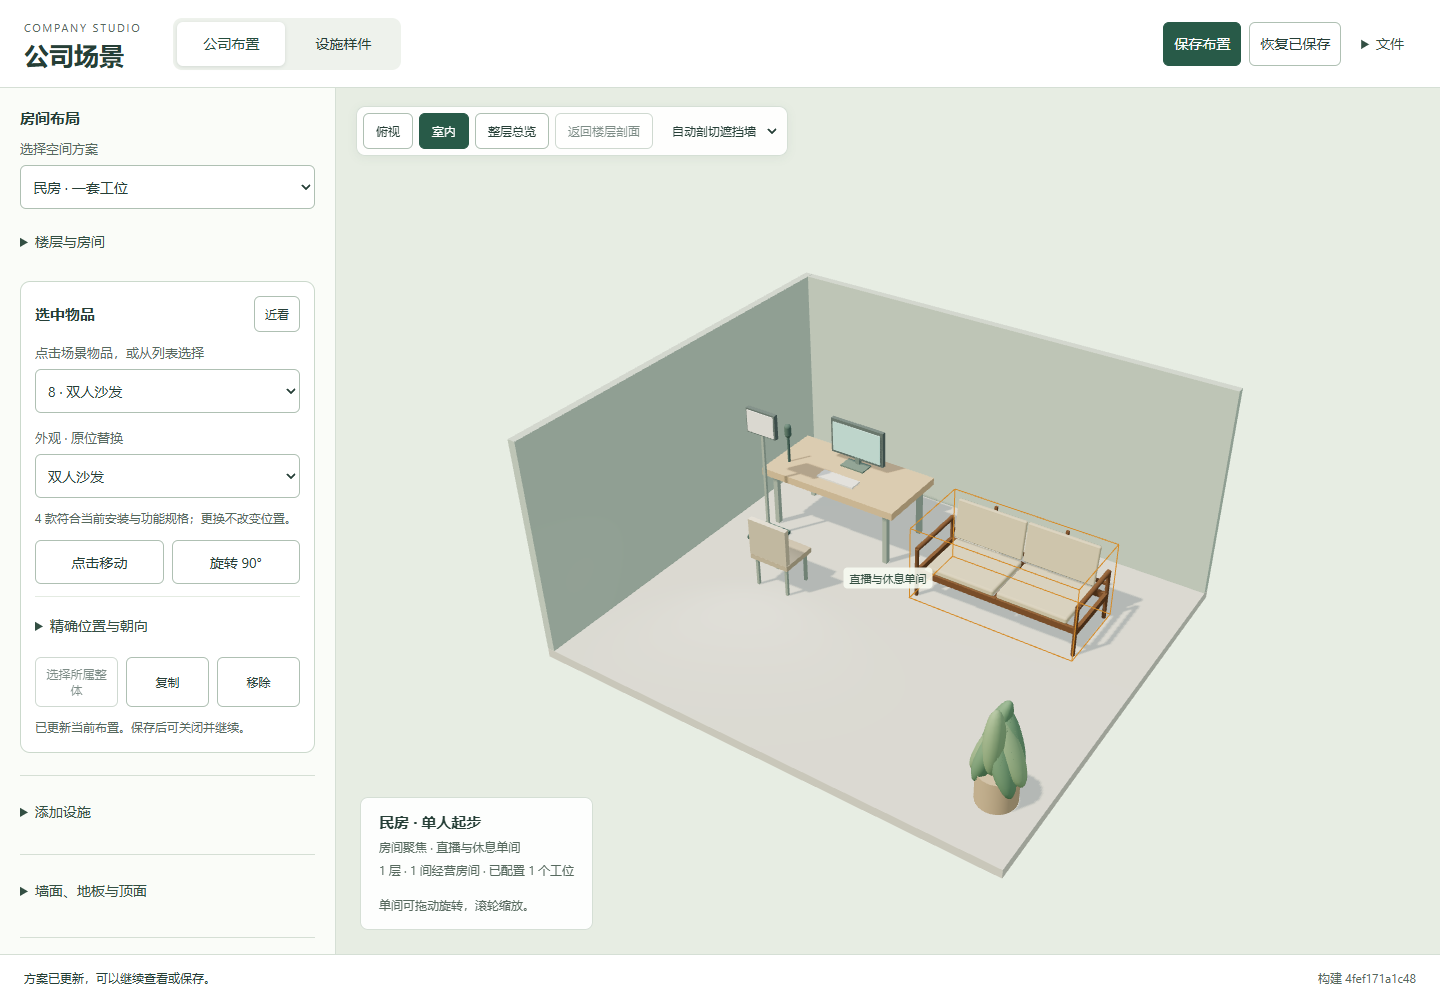 COMPANY STUDIO
公司场景
公司布置
设施样件
保存布置
恢复已保存
▶ 文件
房间布局
选择空间方案
民房 · 一套工位
▶ 楼层与房间
选中物品
近看
点击场景物品，或从列表选择
8 · 双人沙发
外观 · 原位替换
双人沙发
4 款符合当前安装与功能规格；更换不改变位置。
点击移动
旋转 90°
▶ 精确位置与朝向
选择所属整
体
复制
移除
已更新当前布置。保存后可关闭并继续。
▶ 添加设施
▶ 墙面、地板与顶面
俯视
室内
整层总览
返回楼层剖面
自动剖切遮挡墙
直播与休息单间
民房 · 单人起步
房间聚焦 · 直播与休息单间
1 层 · 1 间经营房间 · 已配置 1 个工位
单间可拖动旋转，滚轮缩放。
方案已更新，可以继续查看或保存。
构建 4fef171a1c48